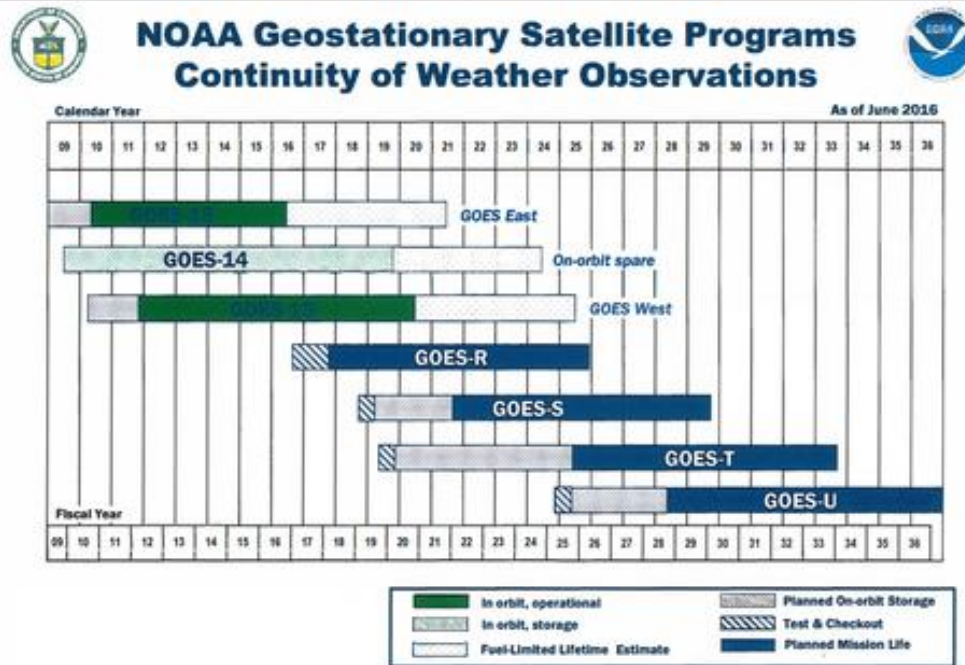 NOAA Geostationary Satellite Programs
Continuity of Weather Observations
NOAA
Calendar Year
As of June 2016
09 10 11 12 13 14 15 16 17 18 19 20 21 22 23 24 25 26 27 28 29 30 31 32 33 34 35 36
GOES-13
GOES East
GOES-14
On-orbit spare
GOES-15
GOES West
GOES-R
GOES-S
GOES-T
GOES-U
Fiscal Year
09 10 11 12 13 14 15 16 17 18 19 20 21 22 23 24 25 26 27 28 29 30 31 32 33 34 35 36
In orbit, operational
In orbit, storage
Fuel-Limited Lifetime Estimate
Planned On-orbit Storage
Test & Checkout
Planned Mission Life